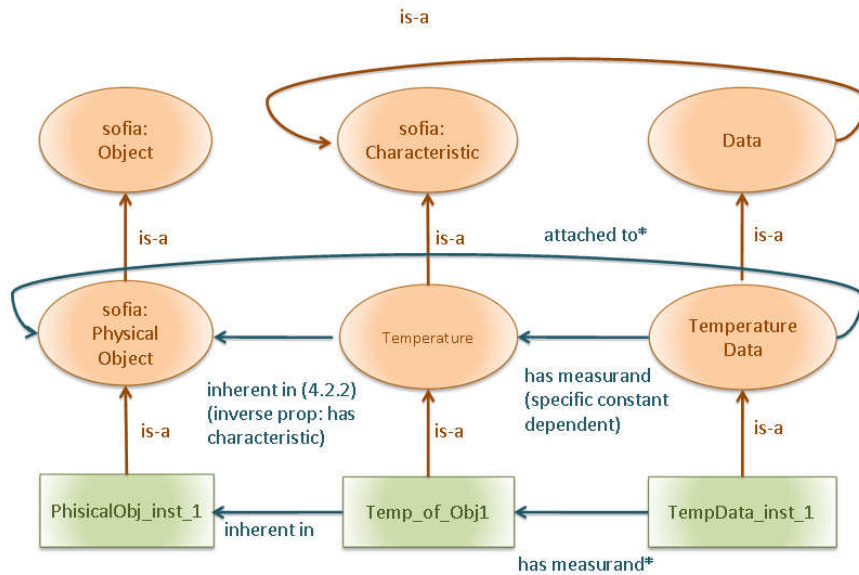 is-a
sofia:
Object
sofia:
Characteristic
Data
is-a
is-a
attached to*
is-a
sofia:
Physical
Object
Temperature
Temperature
Data
inherent in (4.2.2)
(inverse prop: has
characteristic)
has measurand
(specific constant
dependent)
is-a
is-a
is-a
PhisicalObj_inst_1
Temp_of_Obj1
TempData_inst_1
inherent in
has measurand*